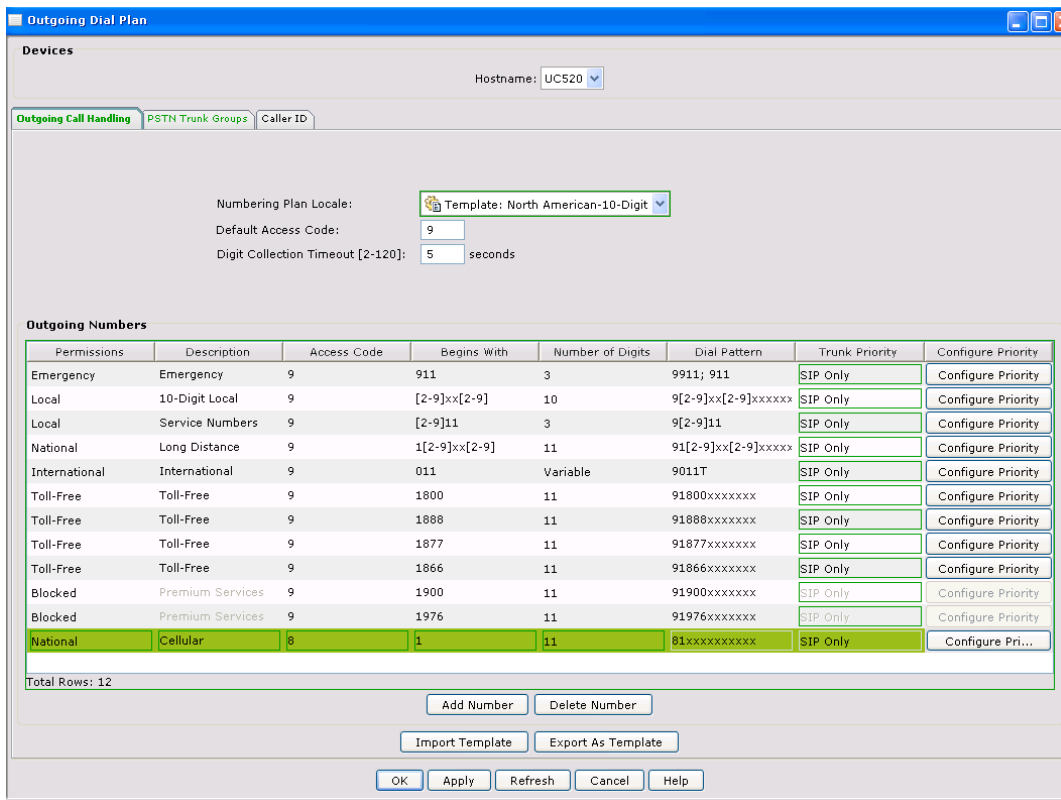 Outgoing Dial Plan
Devices
Hostname: UC520
Outgoing Call Handling PSTN Trunk Groups Caller ID
Numbering Plan Locale: Template: North American-10-Digit
Default Access Code: 9
Digit Collection Timeout [2-120]: 5 seconds
Outgoing Numbers
Permissions Description Access Code Begins With Number of Digits Dial Pattern Trunk Priority Configure Priority
Emergency Emergency 9 911 3 9911; 911 SIP Only Configure Priority
Local 10-Digit Local 9 [2-9]xx[2-9] 10 9[2-9]xx[2-9]xxxxxx SIP Only Configure Priority
Local Service Numbers 9 [2-9]11 3 9[2-9]11 SIP Only Configure Priority
National Long Distance 9 1[2-9]xx[2-9] 11 91[2-9]xx[2-9]xxxxx SIP Only Configure Priority
International International 9 011 Variable 9011T SIP Only Configure Priority
Toll-Free Toll-Free 9 1800 11 91800xxxxxxx SIP Only Configure Priority
Toll-Free Toll-Free 9 1888 11 91888xxxxxxx SIP Only Configure Priority
Toll-Free Toll-Free 9 1877 11 91877xxxxxxx SIP Only Configure Priority
Toll-Free Toll-Free 9 1866 11 91866xxxxxxx SIP Only Configure Priority
Blocked Premium Services 9 1900 11 91900xxxxxxx SIP Only Configure Priority
Blocked Premium Services 9 1976 11 91976xxxxxxx SIP Only Configure Priority
National Cellular 8 1 11 81xxxxxxxxxx SIP Only Configure Pri...
Total Rows: 12
Add Number Delete Number
Import Template Export As Template
OK Apply Refresh Cancel Help